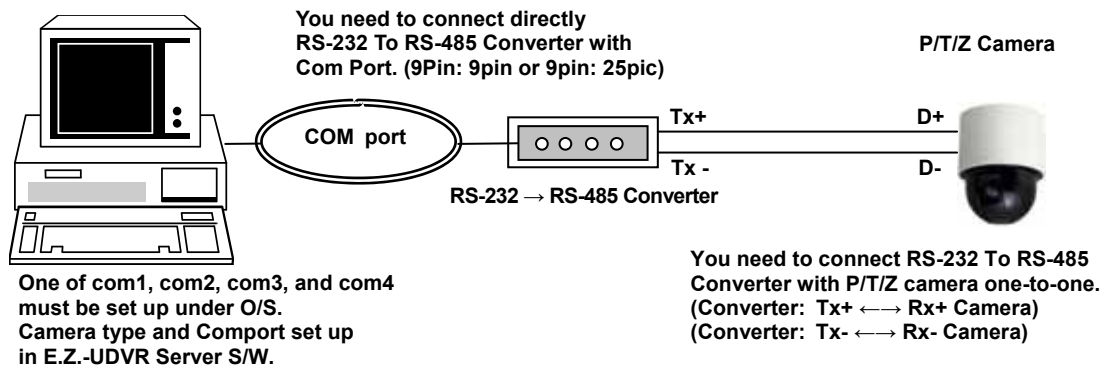 You need to connect directly
RS-232 To RS-485 Converter with
Com Port. (9Pin: 9pin or 9pin: 25pic)
P/T/Z Camera
COM port
Tx+
D+
Tx -
D-
RS-232 → RS-485 Converter
One of com1, com2, com3, and com4
must be set up under O/S.
Camera type and Comport set up
in E.Z.-UDVR Server S/W.
You need to connect RS-232 To RS-485
Converter with P/T/Z camera one-to-one.
(Converter: Tx+ ←→ Rx+ Camera)
(Converter: Tx- ←→ Rx- Camera)